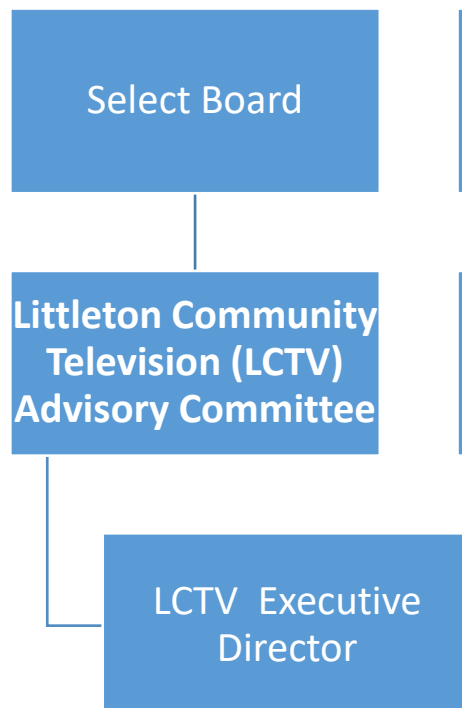 Select Board
Littleton Community
Television (LCTV)
Advisory Committee
LCTV Executive
Director